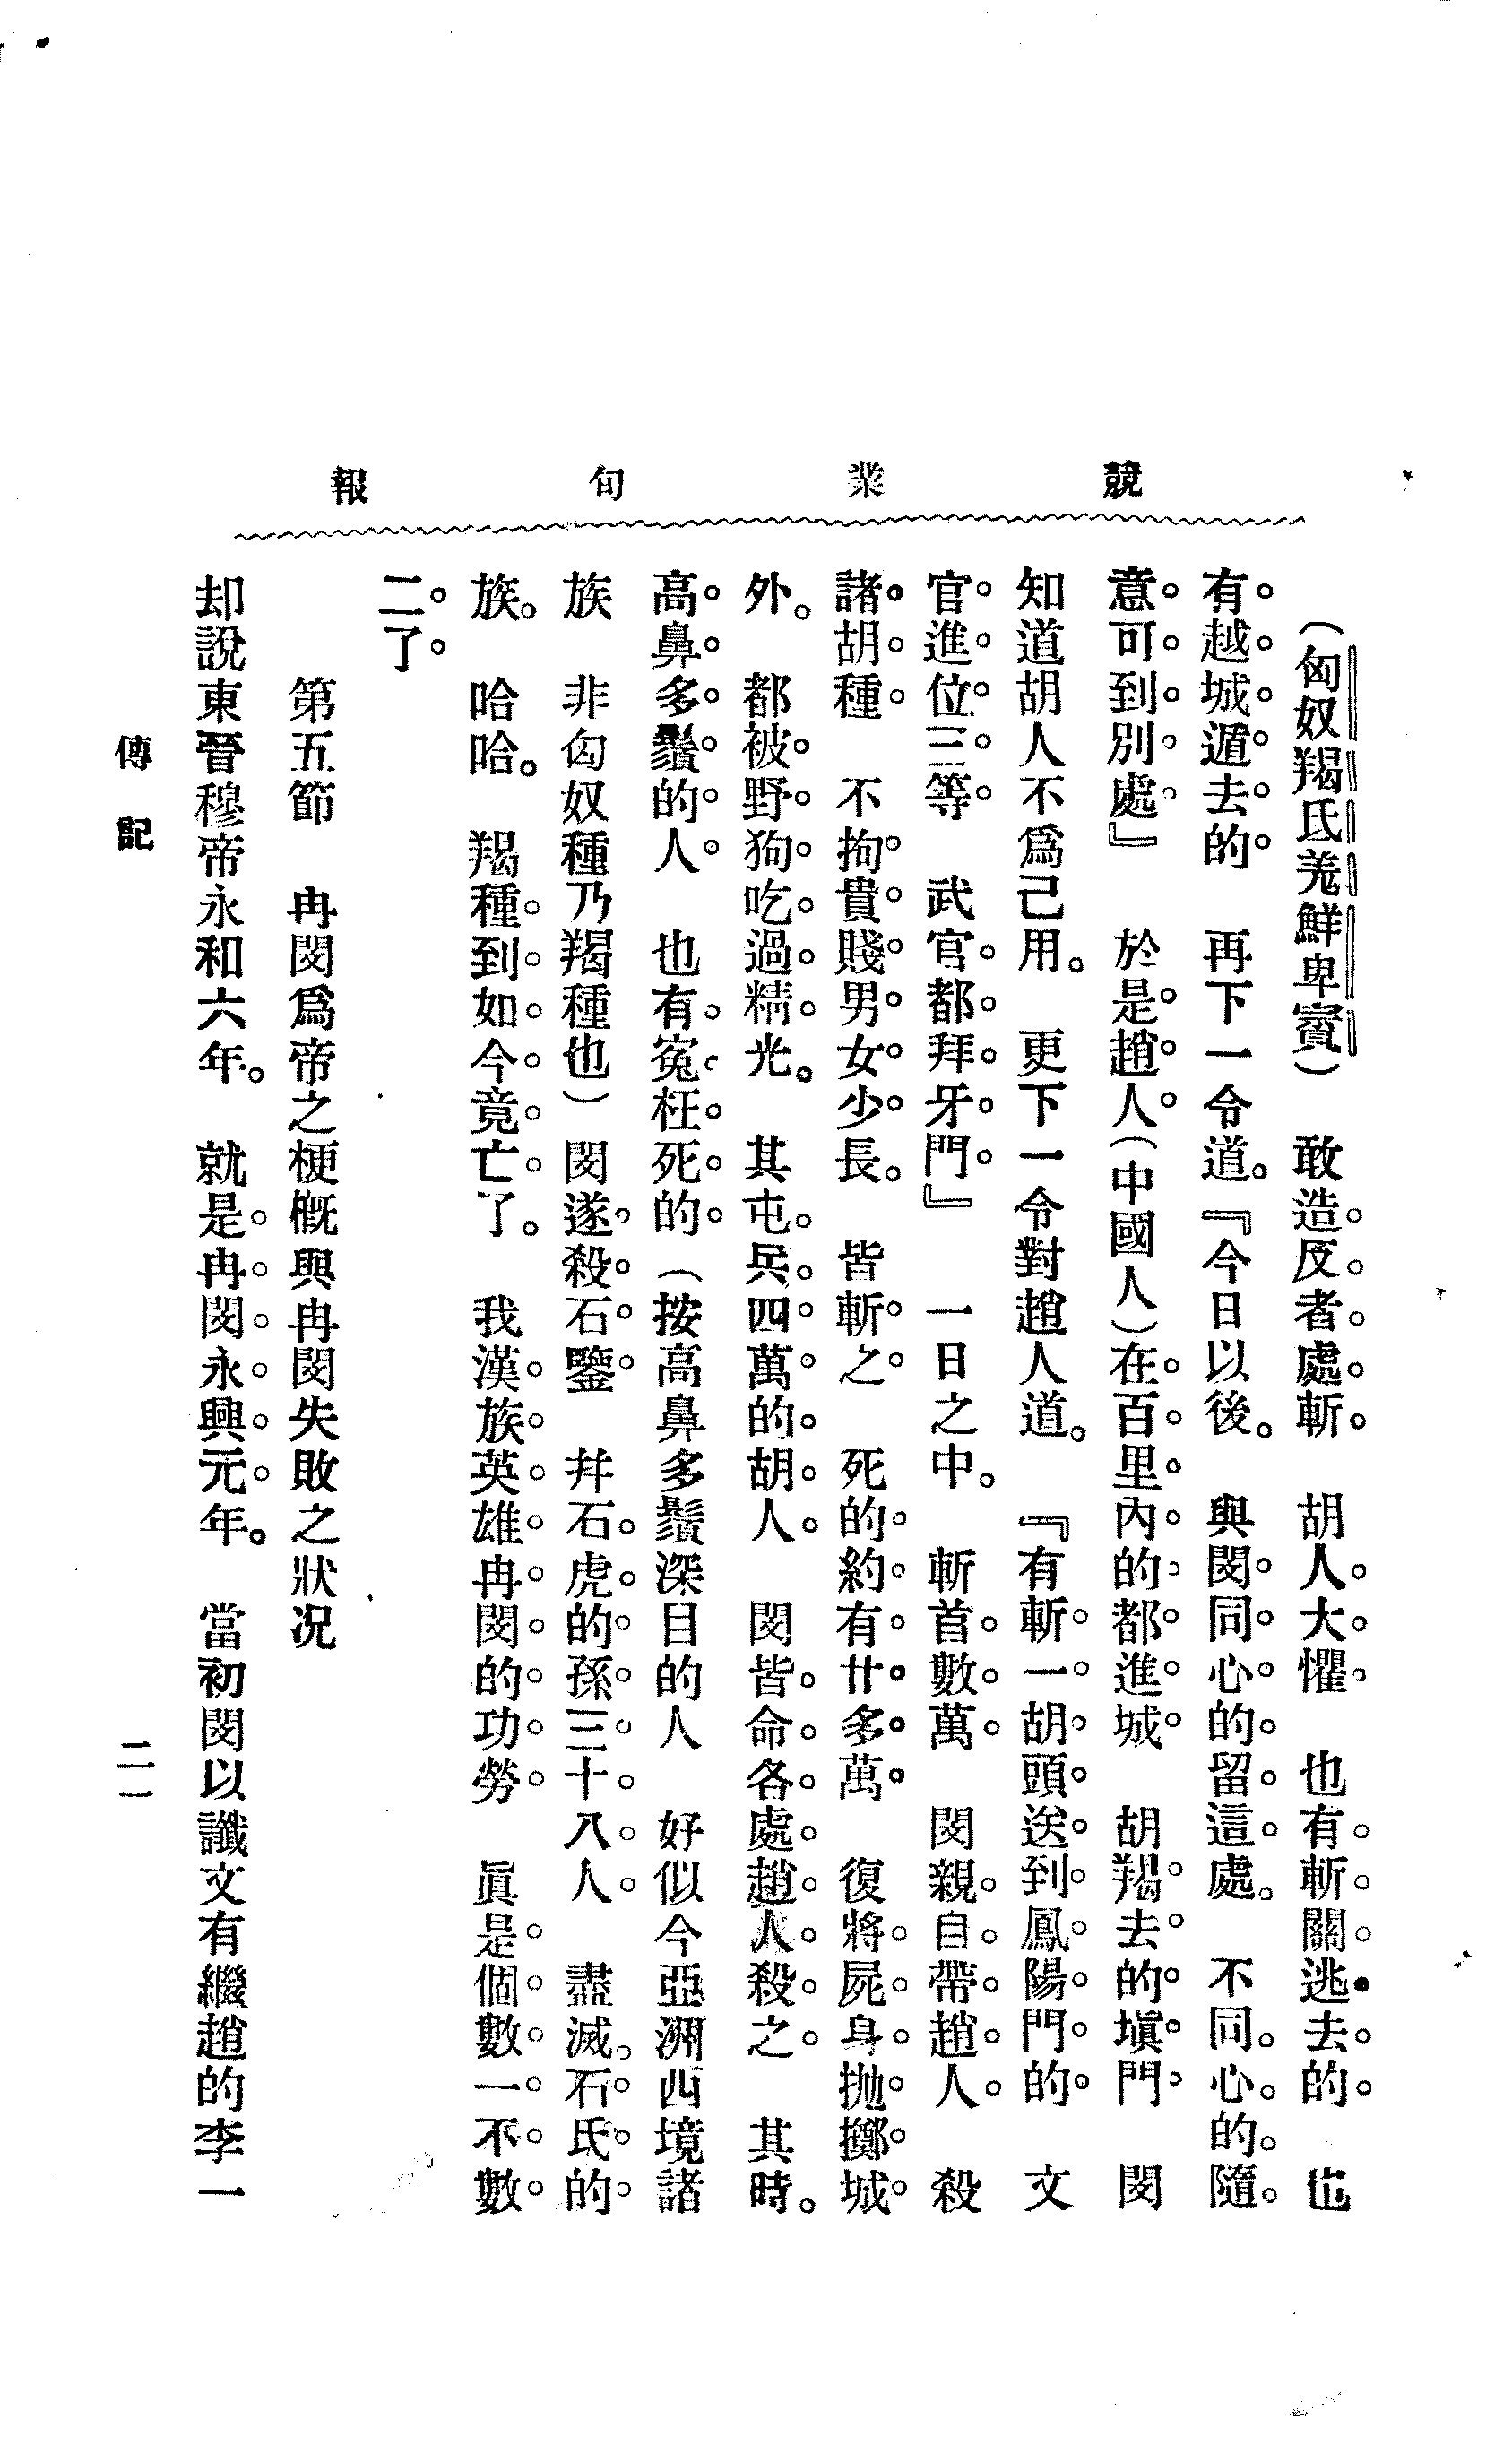 競業旬報
(匈奴羯氐羗鮮卑賨) 敢造反者處斬 胡人大懼 也有斬關逃去的 也
有越城遁去的 再下一令道。『今日以後。與閔同心的留這處。不同心的。隨
意可到別處』 於是趙人(中國人)在百里內的都進城 胡羯去的塡門 閔
知道胡人不爲己用。更下一令對趙人道。『有斬一胡頭送到鳳陽門的 文
官進位三等 武官都拜牙門』 一日之中。斬首數萬 閔親自帶趙人。殺
諸胡種 不拘貴賤男女少長。皆斬之 死的約有廿多萬 復將屍身抛擲城
外。都被野狗吃過精光。其屯兵四萬的胡人。閔皆命各處趙人殺之 其時。
高鼻多鬚的人 也有寃枉死的 (按高鼻多鬚深目的人 好似今亞洲西境諸
族 非匈奴種乃羯種也) 閔遂殺石鑒 幷石虎的孫三十八人 盡滅石氏的
族。哈哈。羯種到如今竟亡了。我漢族英雄冉閔的功勞 眞是個數一不數
二了
第五節 冉閔爲帝之梗槪與冉閔失敗之狀況
却說東晉穆帝永和六年。就是冉閔永興元年。當初閔以讖文有繼趙的李一
傳記
二一